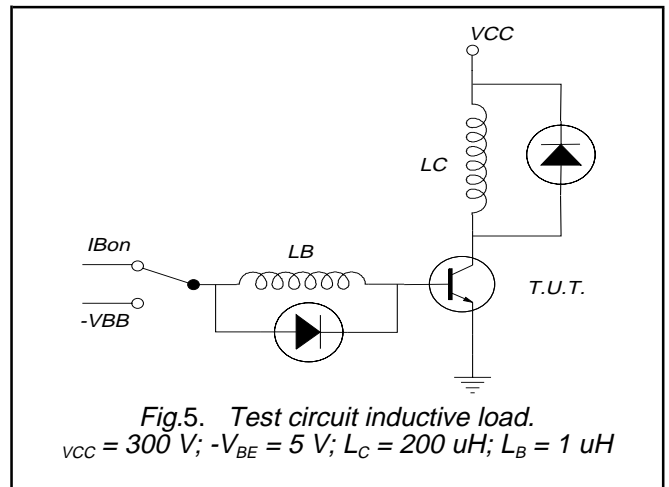 VCC
LC
IBon
LB
-VBB
T.U.T.
Fig.5. Test circuit inductive load.
VCC = 300 V; -VBE = 5 V; LC = 200 uH; LB = 1 uH